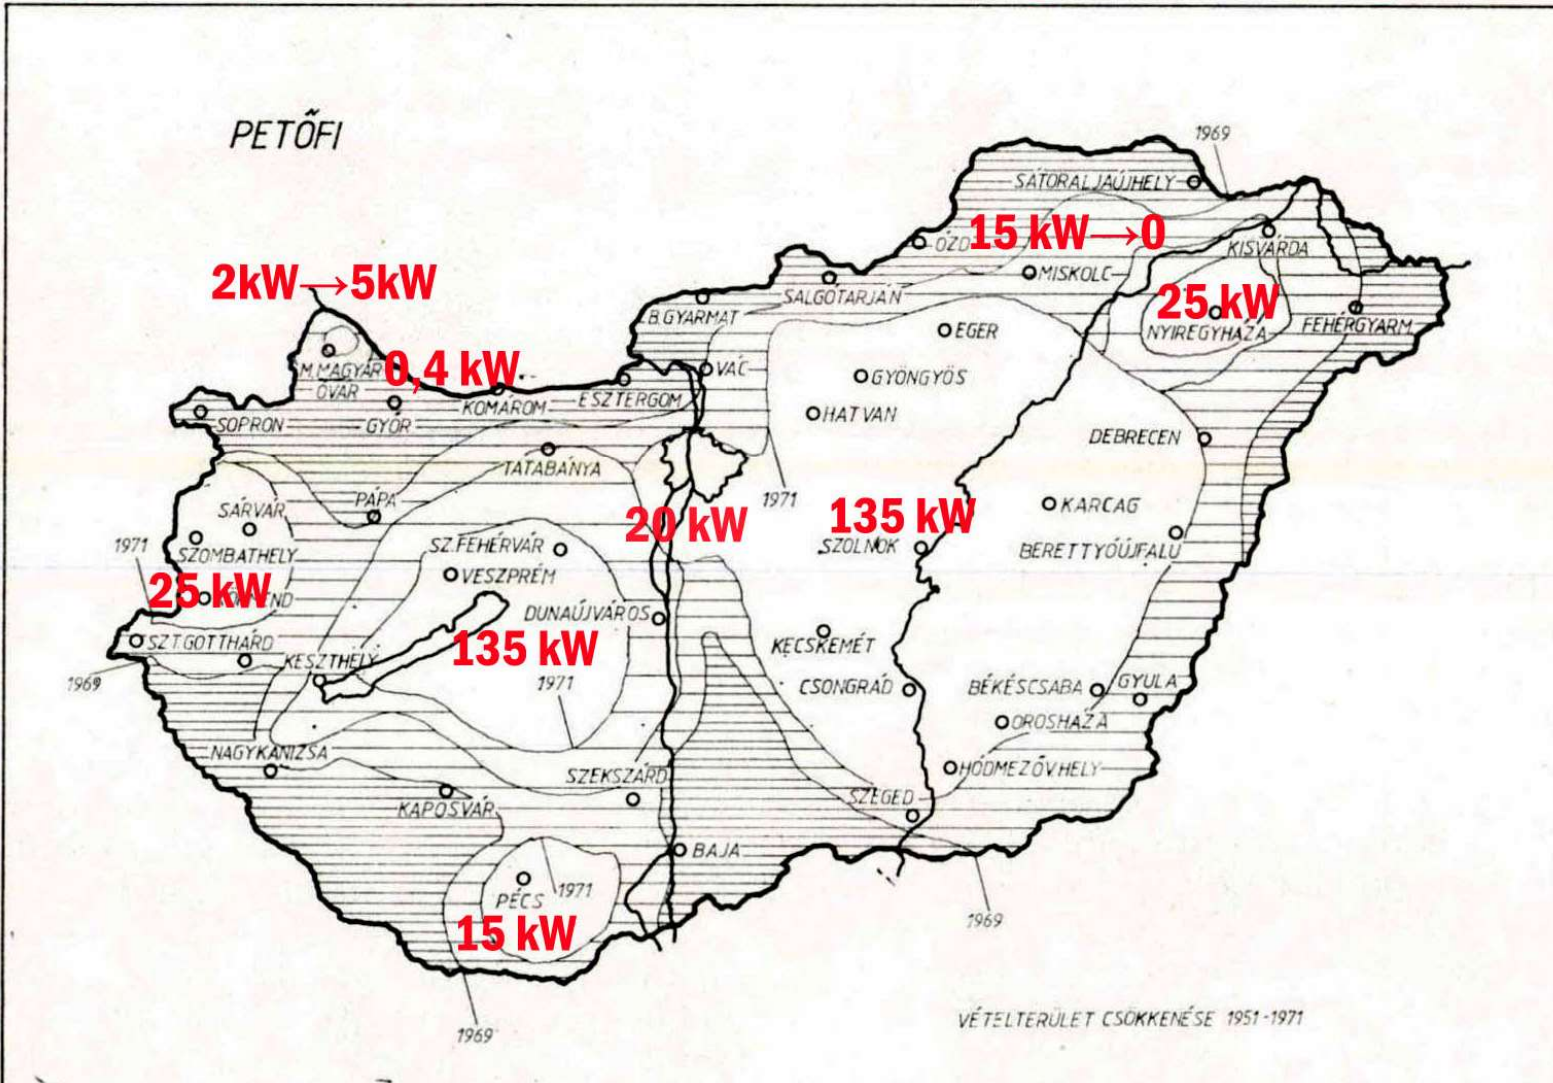 PETŐFI
1969
SÁTORALJAÚJHELY
15 kW→0
ÓZD
KISVÁRDA
MISKOLC
2kW→5kW
SALGÓTARJÁN
25 kW
B.GYARMAT
NYIREGYHÁZA
FEHÉRGYARM
EGER
M.MAGYAR
ÓVÁR
0,4 kW
VÁC
GYÖNGYÖS
KOMÁROM
ESZTERGOM
SOPRON
GYŐR
HATVAN
DEBRECEN
TATABÁNYA
PÁPA
1971
KARCAG
SÁRVÁR
20 kW
135 kW
1971
SZOMBATHELY
SZ.FEHÉRVÁR
SZOLNOK
BERETTYÓÚJFALU
VESZPRÉM
25 kW
DUNAÚJVÁROS
SZT.GOTTHÁRD
135 kW
KECSKEMÉT
KESZTHELY
1969
1971
CSONGRÁD
BÉKÉSCSABA
GYULA
OROSHÁZA
NAGYKANIZSA
SZEKSZÁRD
HÓDMEZŐVHELY
KAPOSVÁR
SZEGED
BAJA
1971
PÉCS
15 kW
1969
1969
VÉTELTERÜLET CSÖKKENÉSE 1951-1971